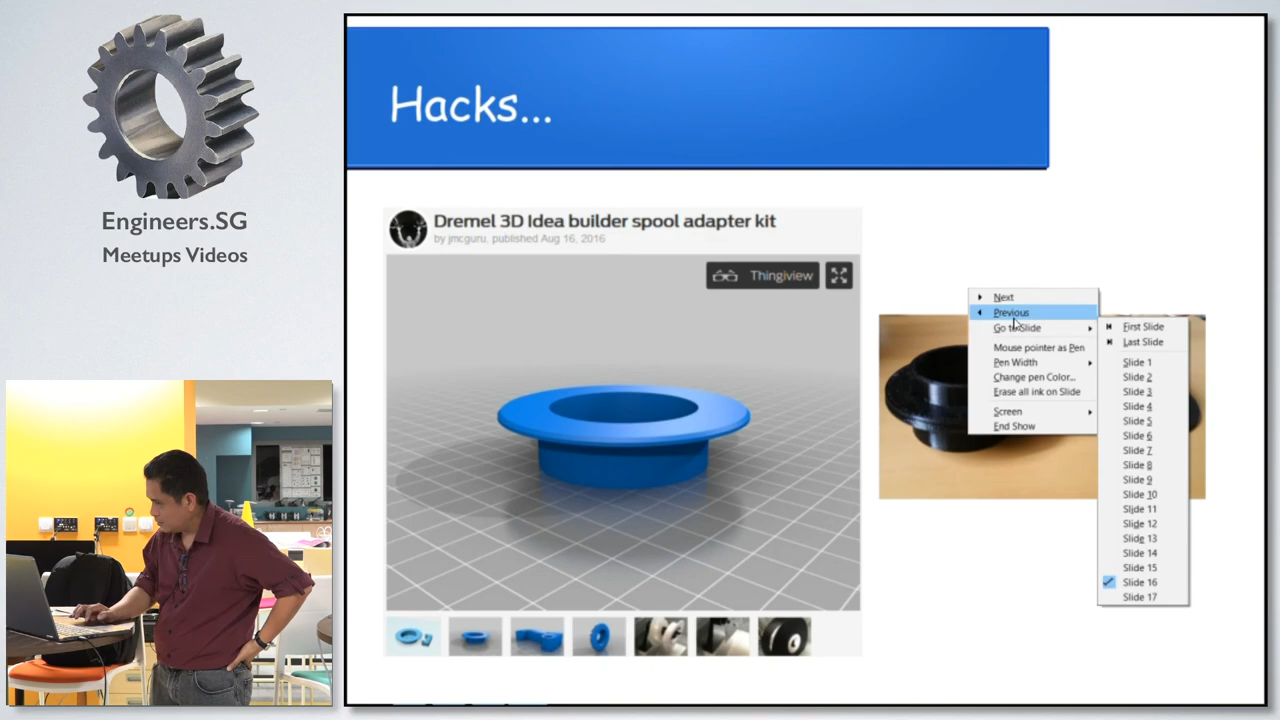 Engineers.SG
Meetups Videos
Hacks...
Dremel 3D Idea builder spool adapter kit
by jmcguru, published Aug 16, 2016
Thingiview
Next
Previous
Go to Slide
Mouse pointer as Pen
Pen Width
Change pen Color...
Erase all ink on Slide
Screen
End Show
First Slide
Last Slide
Slide 1
Slide 2
Slide 3
Slide 4
Slide 5
Slide 6
Slide 7
Slide 8
Slide 9
Slide 10
Slide 11
Slide 12
Slide 13
Slide 14
Slide 15
Slide 16
Slide 17